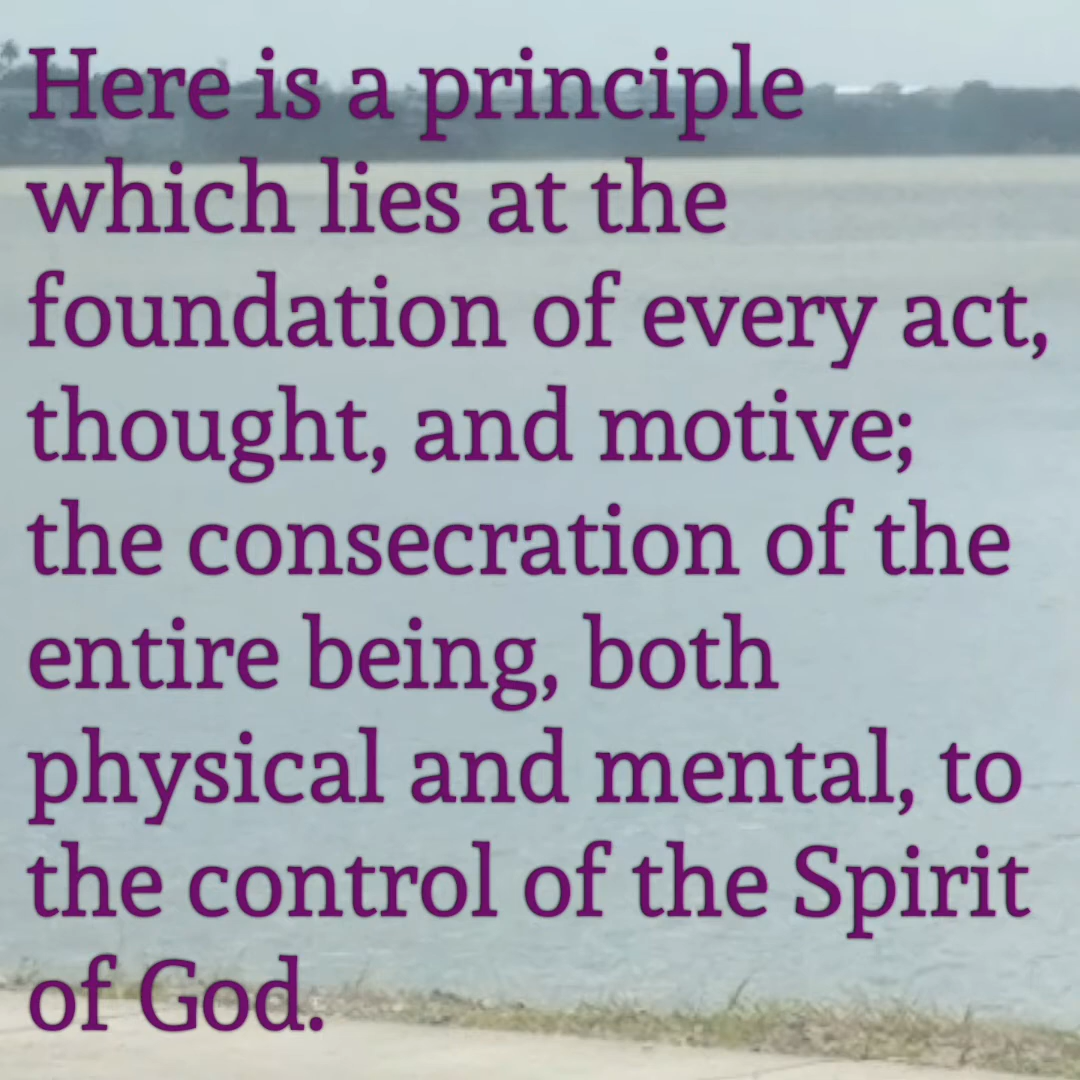 Here is a principle
which lies at the
foundation of every act,
thought, and motive;
the consecration of the
entire being, both
physical and mental, to
the control of the Spirit
of God.